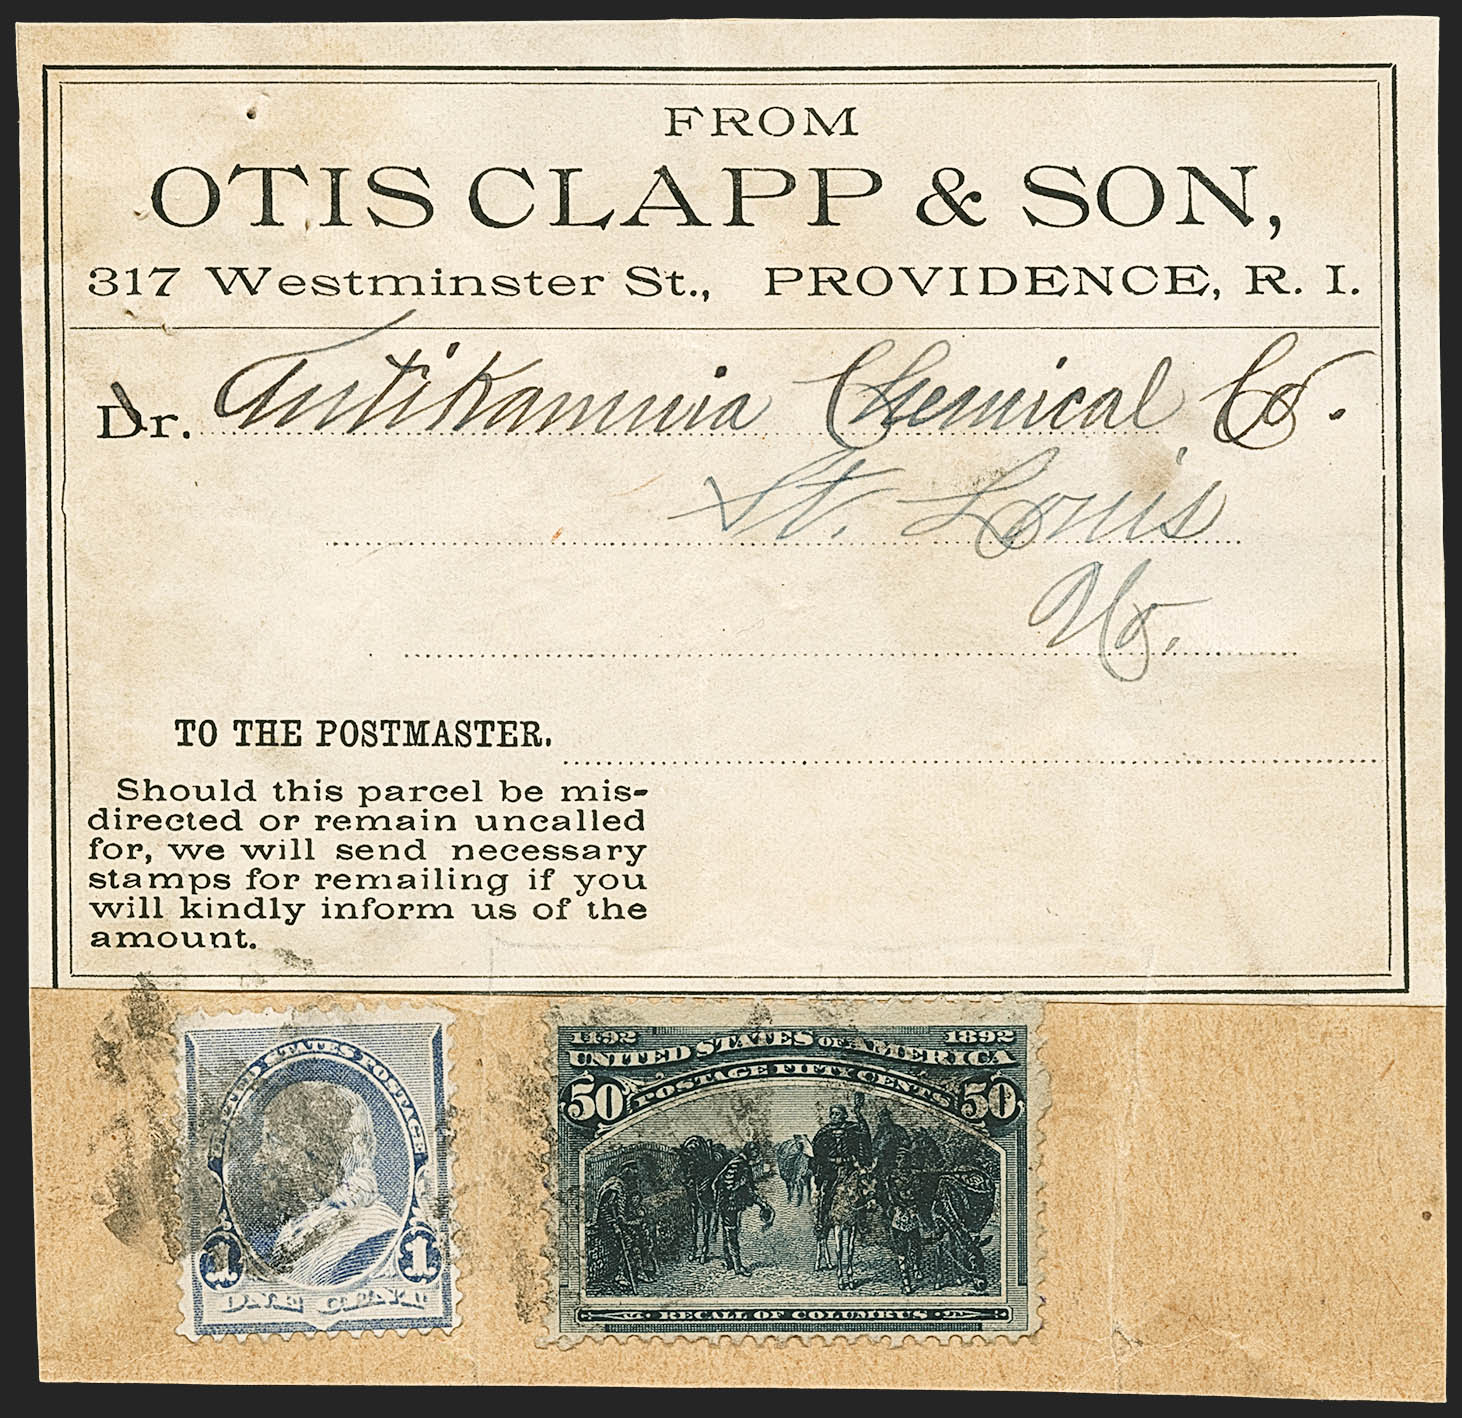 FROM
OTIS CLAPP & SON,
317 Westminster St., PROVIDENCE, R. I.
Dr. Antikamnia Chemical Co.
St. Louis
Mo.
TO THE POSTMASTER.
Should this parcel be mis-
directed or remain uncalled
for, we will send necessary
stamps for remailing if you
will kindly inform us of the
amount.
UNITED STATES POSTAGE
1 1
1492 1892
UNITED STATES OF AMERICA
50 POSTAGE FIFTY CENTS 50
RECALL OF COLUMBUS